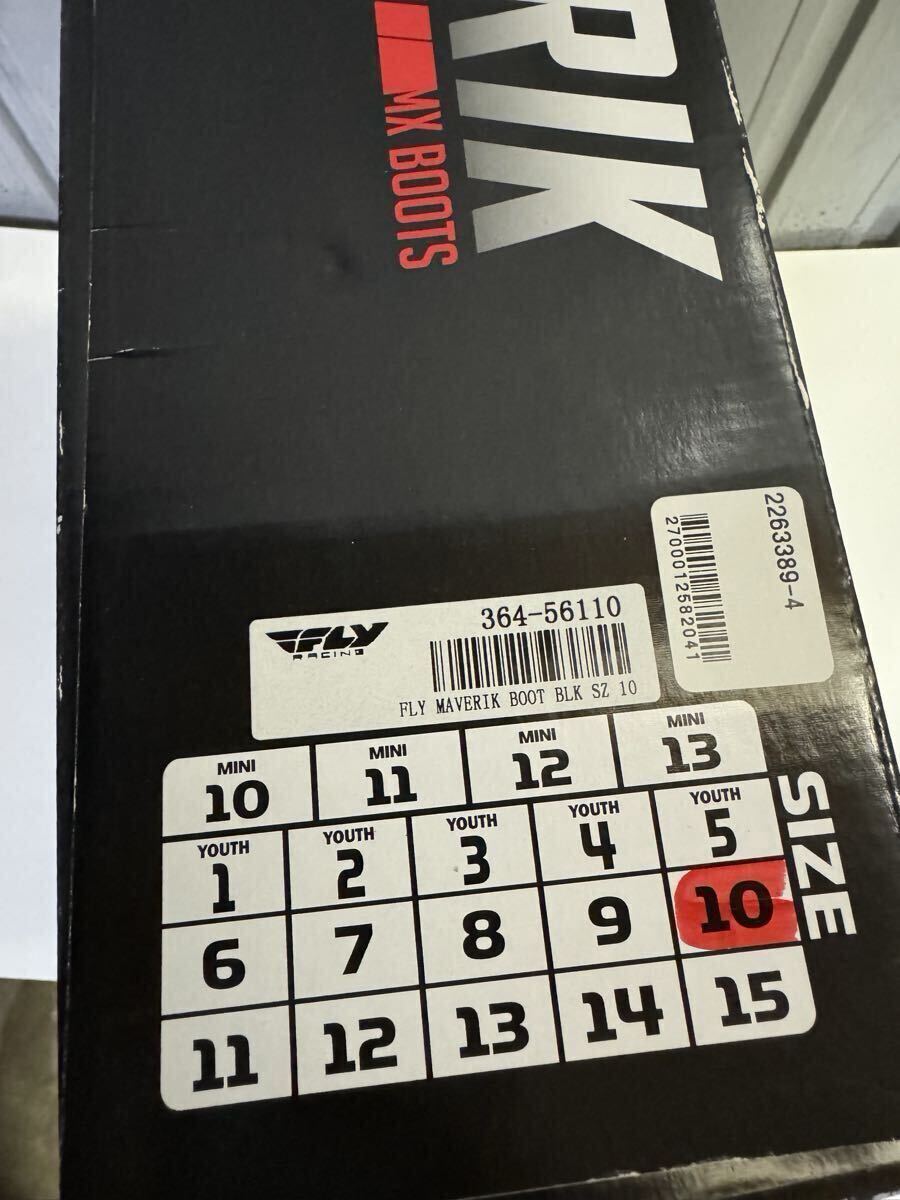 RIK
MX BOOTS
2263389-4
2700012582041
364-56110
FLY
RACING
FLY MAVERIK BOOT BLK SZ 10
MINI 10 MINI 11 MINI 12 MINI 13
YOUTH 1 YOUTH 2 YOUTH 3 YOUTH 4 YOUTH 5
6 7 8 9 10
11 12 13 14 15
SIZE